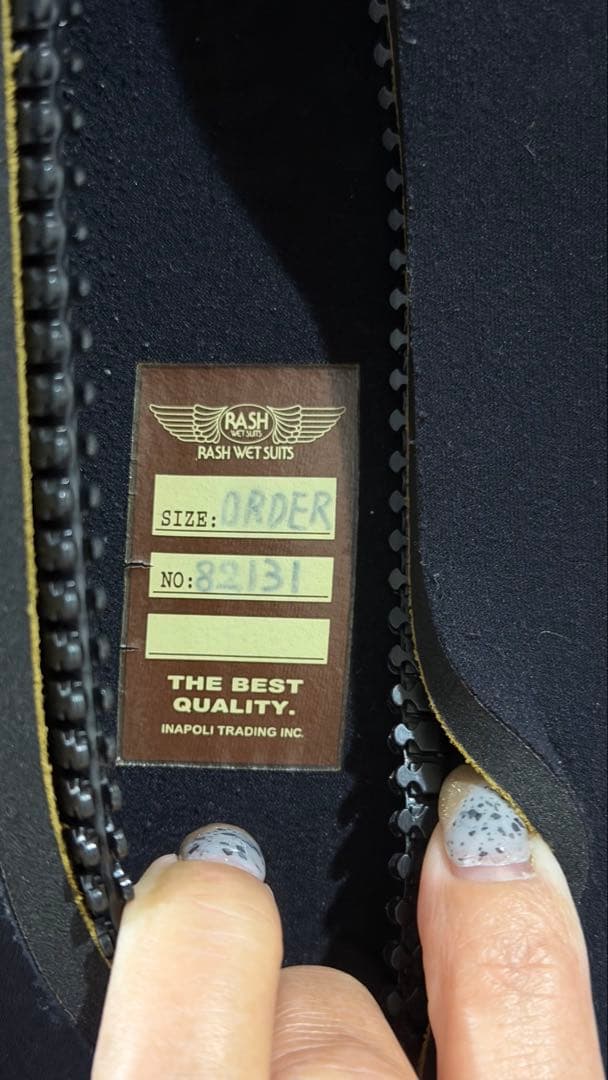 RASH
WET SUITS
RASH WET SUITS
SIZE: ORDER
NO: 82131
THE BEST
QUALITY.
INAPOLI TRADING INC.